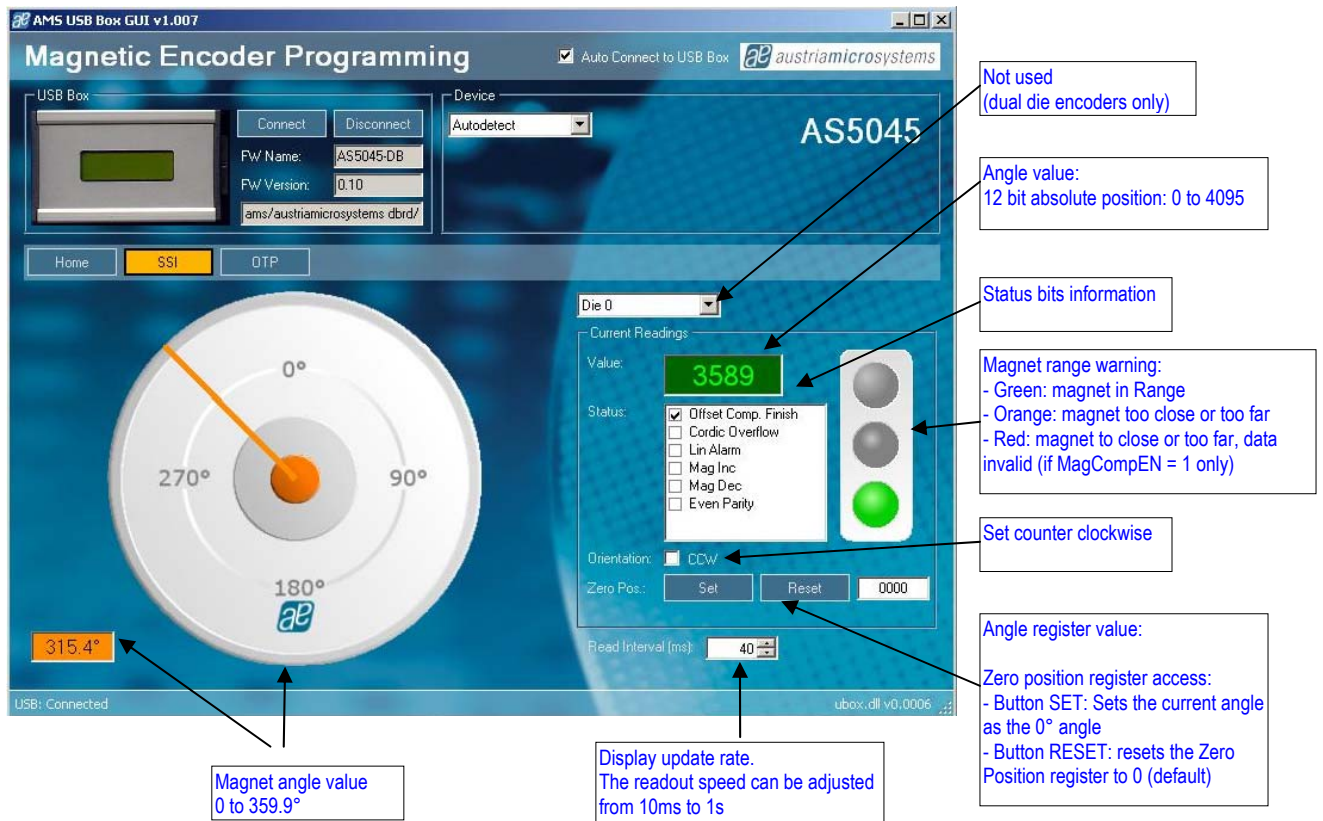 AMS USB Box GUI v1.007
Magnetic Encoder Programming
Auto Connect to USB Box
austriamicrosystems
USB Box
Connect
Disconnect
FW Name:
AS5045-DB
FW Version:
0.10
ams/austriamicrosystems dbrd/
Device
Autodetect
AS5045
Home
SSI
OTP
0°
90°
180°
270°
315.4°
Die 0
Current Readings
Value:
3589
Status:
Offset Comp. Finish
Cordic Overflow
Lin Alarm
Mag Inc
Mag Dec
Even Parity
Orientation:
CCW
Zero Pos.:
Set
Reset
0000
Read Interval (ms):
40
USB: Connected
ubox.dll v0.0006
Not used
(dual die encoders only)
Angle value:
12 bit absolute position: 0 to 4095
Status bits information
Magnet range warning:
- Green: magnet in Range
- Orange: magnet too close or too far
- Red: magnet to close or too far, data
invalid (if MagCompEN = 1 only)
Set counter clockwise
Angle register value:
Zero position register access:
- Button SET: Sets the current angle
as the 0° angle
- Button RESET: resets the Zero
Position register to 0 (default)
Magnet angle value
0 to 359.9°
Display update rate.
The readout speed can be adjusted
from 10ms to 1s